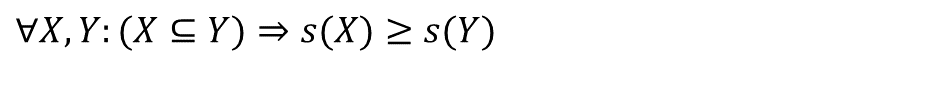 ∀𝑋, 𝑌: (𝑋 ⊆ 𝑌) ⇒ 𝑠(𝑋) ≥ 𝑠(𝑌)